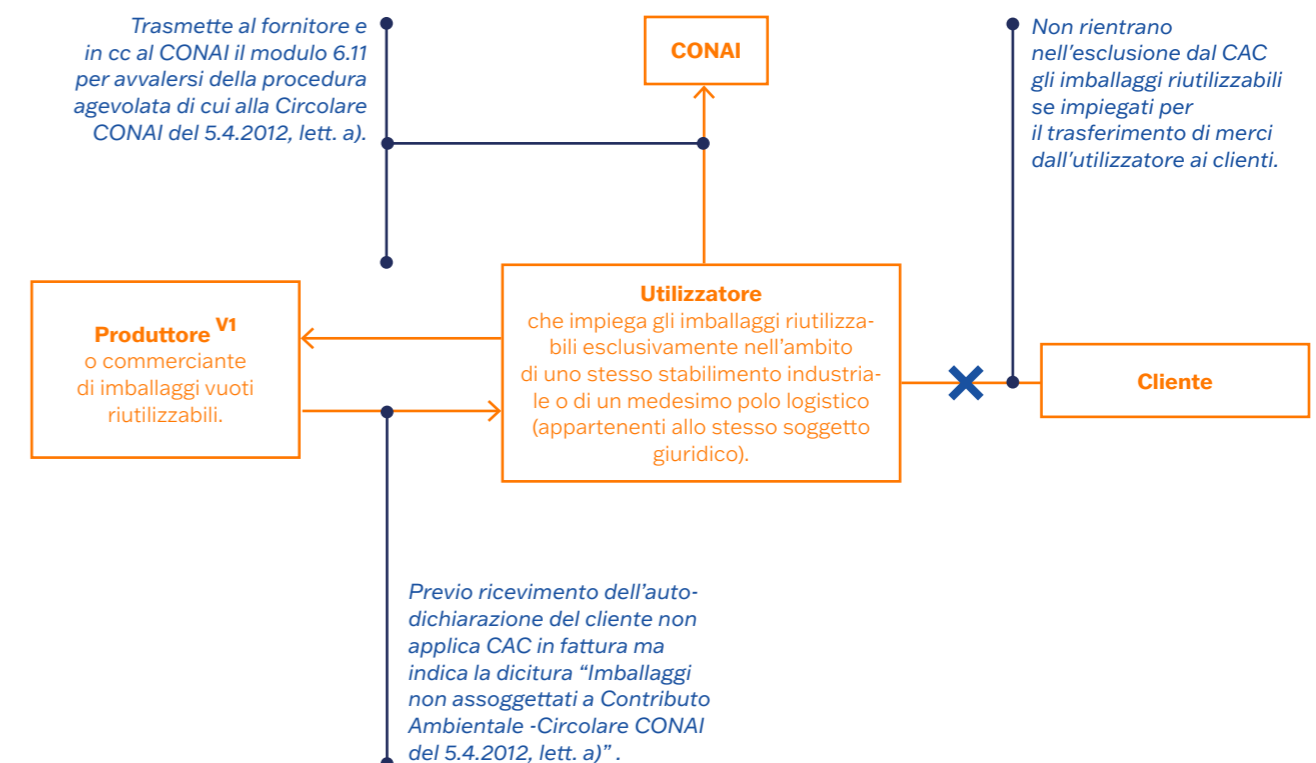 Trasmette al fornitore e
in cc al CONAI il modulo 6.11
per avvalersi della procedura
agevolata di cui alla Circolare
CONAI del 5.4.2012, lett. a).
CONAI
Non rientrano
nell'esclusione dal CAC
gli imballaggi riutilizzabili
se impiegati per
il trasferimento di merci
dall'utilizzatore ai clienti.
Produttore V1
o commerciante
di imballaggi vuoti
riutilizzabili.
Utilizzatore
che impiega gli imballaggi riutilizza-
bili esclusivamente nell'ambito
di uno stesso stabilimento industria-
le o di un medesimo polo logistico
(appartenenti allo stesso soggetto
giuridico).
Cliente
Previo ricevimento dell'auto-
dichiarazione del cliente non
applica CAC in fattura ma
indica la dicitura “Imballaggi
non assoggettati a Contributo
Ambientale -Circolare CONAI
del 5.4.2012, lett. a)” .